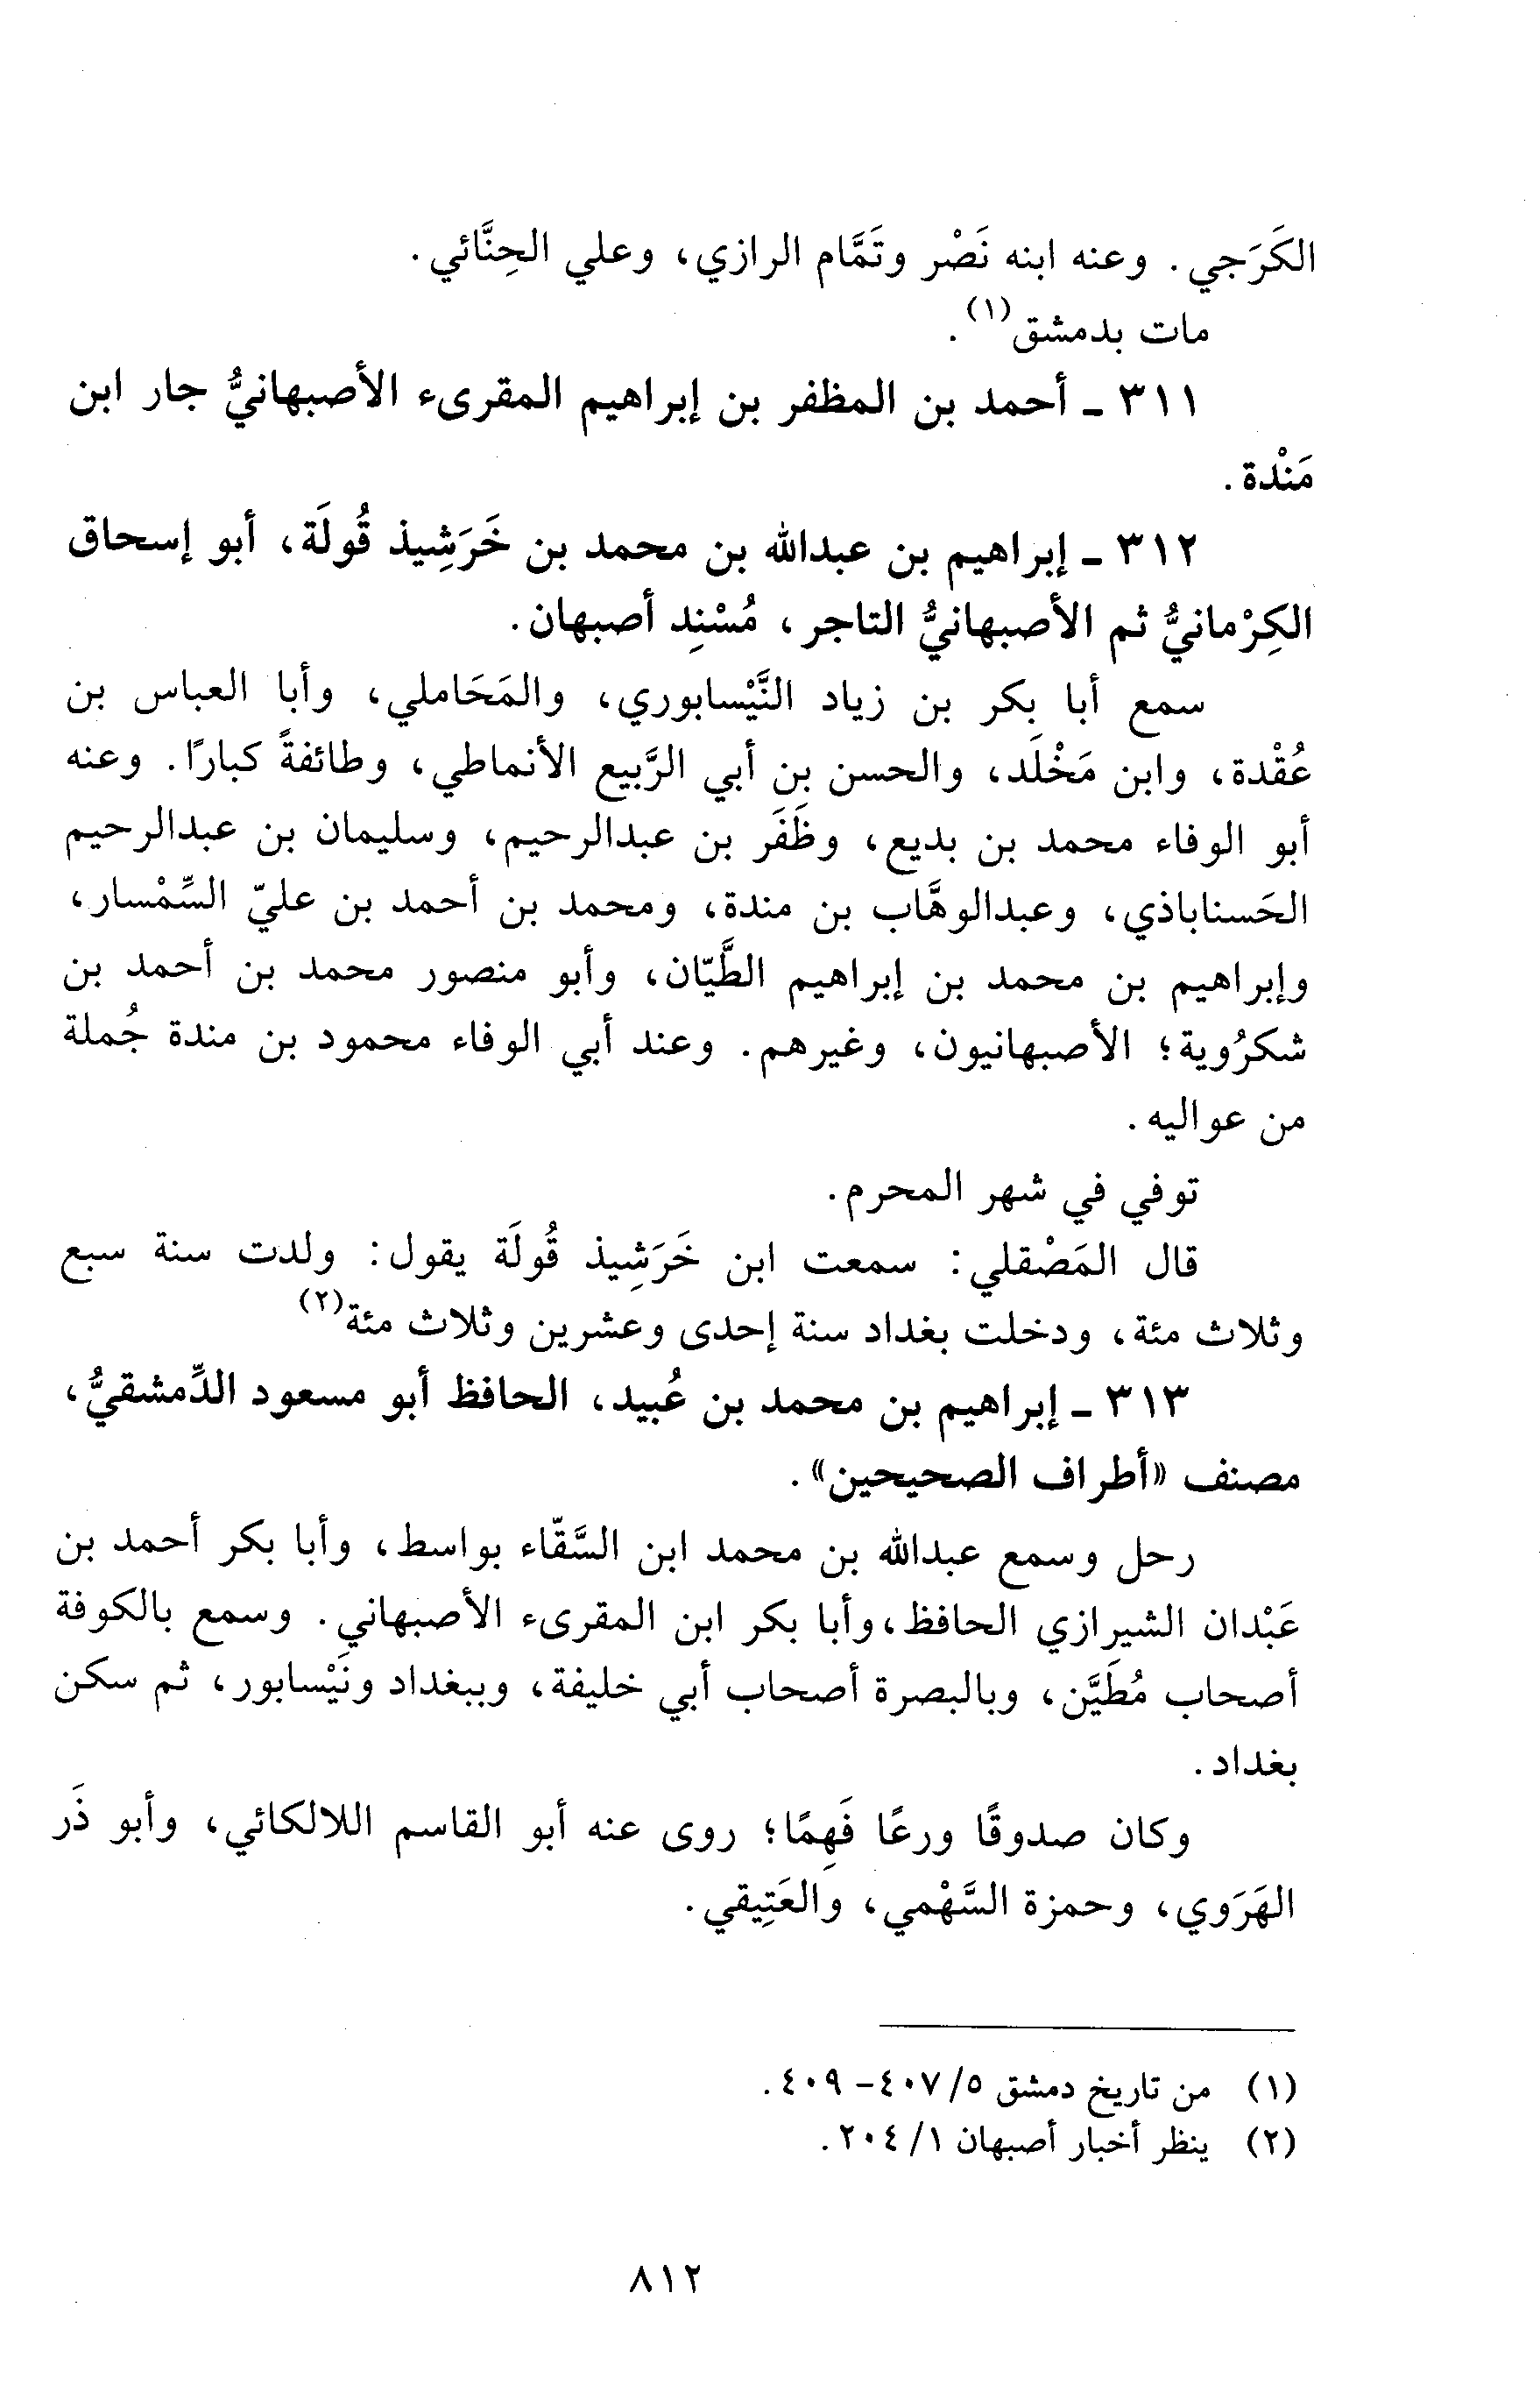 الكَرَجي. وعنه ابنه نَصْر وتَمَّام الرازي، وعلي الحِنَّائي.
مات بدمشق(١).
٣١١ ـ أحمد بن المظفر بن إبراهيم المقرىء الأصبهانيُّ جار ابن
مَنْدة.
٣١٢ ـ إبراهيم بن عبدالله بن محمد بن خَرَشِيذ قُولَة، أبو إسحاق
الكِرْمانيُّ ثم الأصبهانيُّ التاجر، مُسْنِد أصبهان.
سمع أبا بكر بن زياد النَّيْسابوري، والمَحَاملي، وأبا العباس بن
عُقْدة، وابن مَخْلَد، والحسن بن أبي الرَّبيع الأنماطي، وطائفةً كبارًا. وعنه
أبو الوفاء محمد بن بديع، وظَفَر بن عبدالرحيم، وسليمان بن عبدالرحيم
الحَسناباذي، وعبدالوهَّاب بن مندة، ومحمد بن أحمد بن عليّ السِّمْسار،
وإبراهيم بن محمد بن إبراهيم الطَّيّان، وأبو منصور محمد بن أحمد بن
شكرُوية؛ الأصبهانيون، وغيرهم. وعند أبي الوفاء محمود بن مندة جُملة
من عواليه.
توفي في شهر المحرم.
قال المَصْقلي: سمعت ابن خَرَشِيذ قُولَة يقول: ولدت سنة سبع
وثلاث مئة، ودخلت بغداد سنة إحدى وعشرين وثلاث مئة(٢)
٣١٣ ـ إبراهيم بن محمد بن عُبيد، الحافظ أبو مسعود الدِّمشقيُّ،
مصنف «أطراف الصحيحين».
رحل وسمع عبدالله بن محمد ابن السَّقّاء بواسط، وأبا بكر أحمد بن
عَبْدان الشيرازي الحافظ، وأبا بكر ابن المقرىء الأصبهاني. وسمع بالكوفة
أصحاب مُطَيَّن، وبالبصرة أصحاب أبي خليفة، وببغداد ونَيْسابور، ثم سكن
بغداد.
وكان صدوقًا ورعًا فَهِمًا؛ روى عنه أبو القاسم اللالكائي، وأبو ذَر
الهَرَوي، وحمزة السَّهْمي، والعَتِيقي.
(١) من تاريخ دمشق ٥/ ٤٠٧ - ٤٠٩.
(٢) ينظر أخبار أصبهان ١/ ٢٠٤.
٨١٢